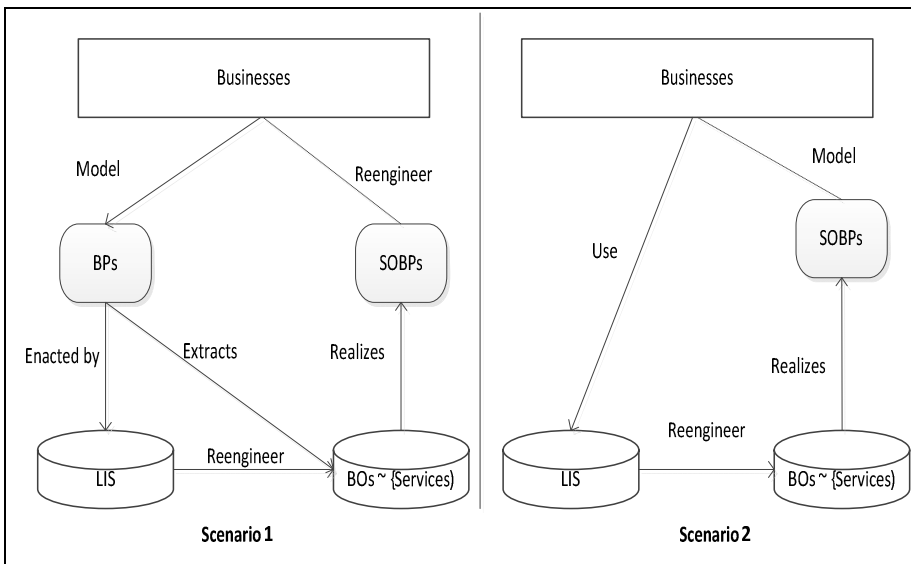 Businesses
Model
Reengineer
BPs
SOBPs
Enacted by
Extracts
Realizes
LIS
Reengineer
BOs ~ {Services)
Scenario 1
Businesses
Model
SOBPs
Use
Realizes
Reengineer
LIS
BOs ~ {Services)
Scenario 2